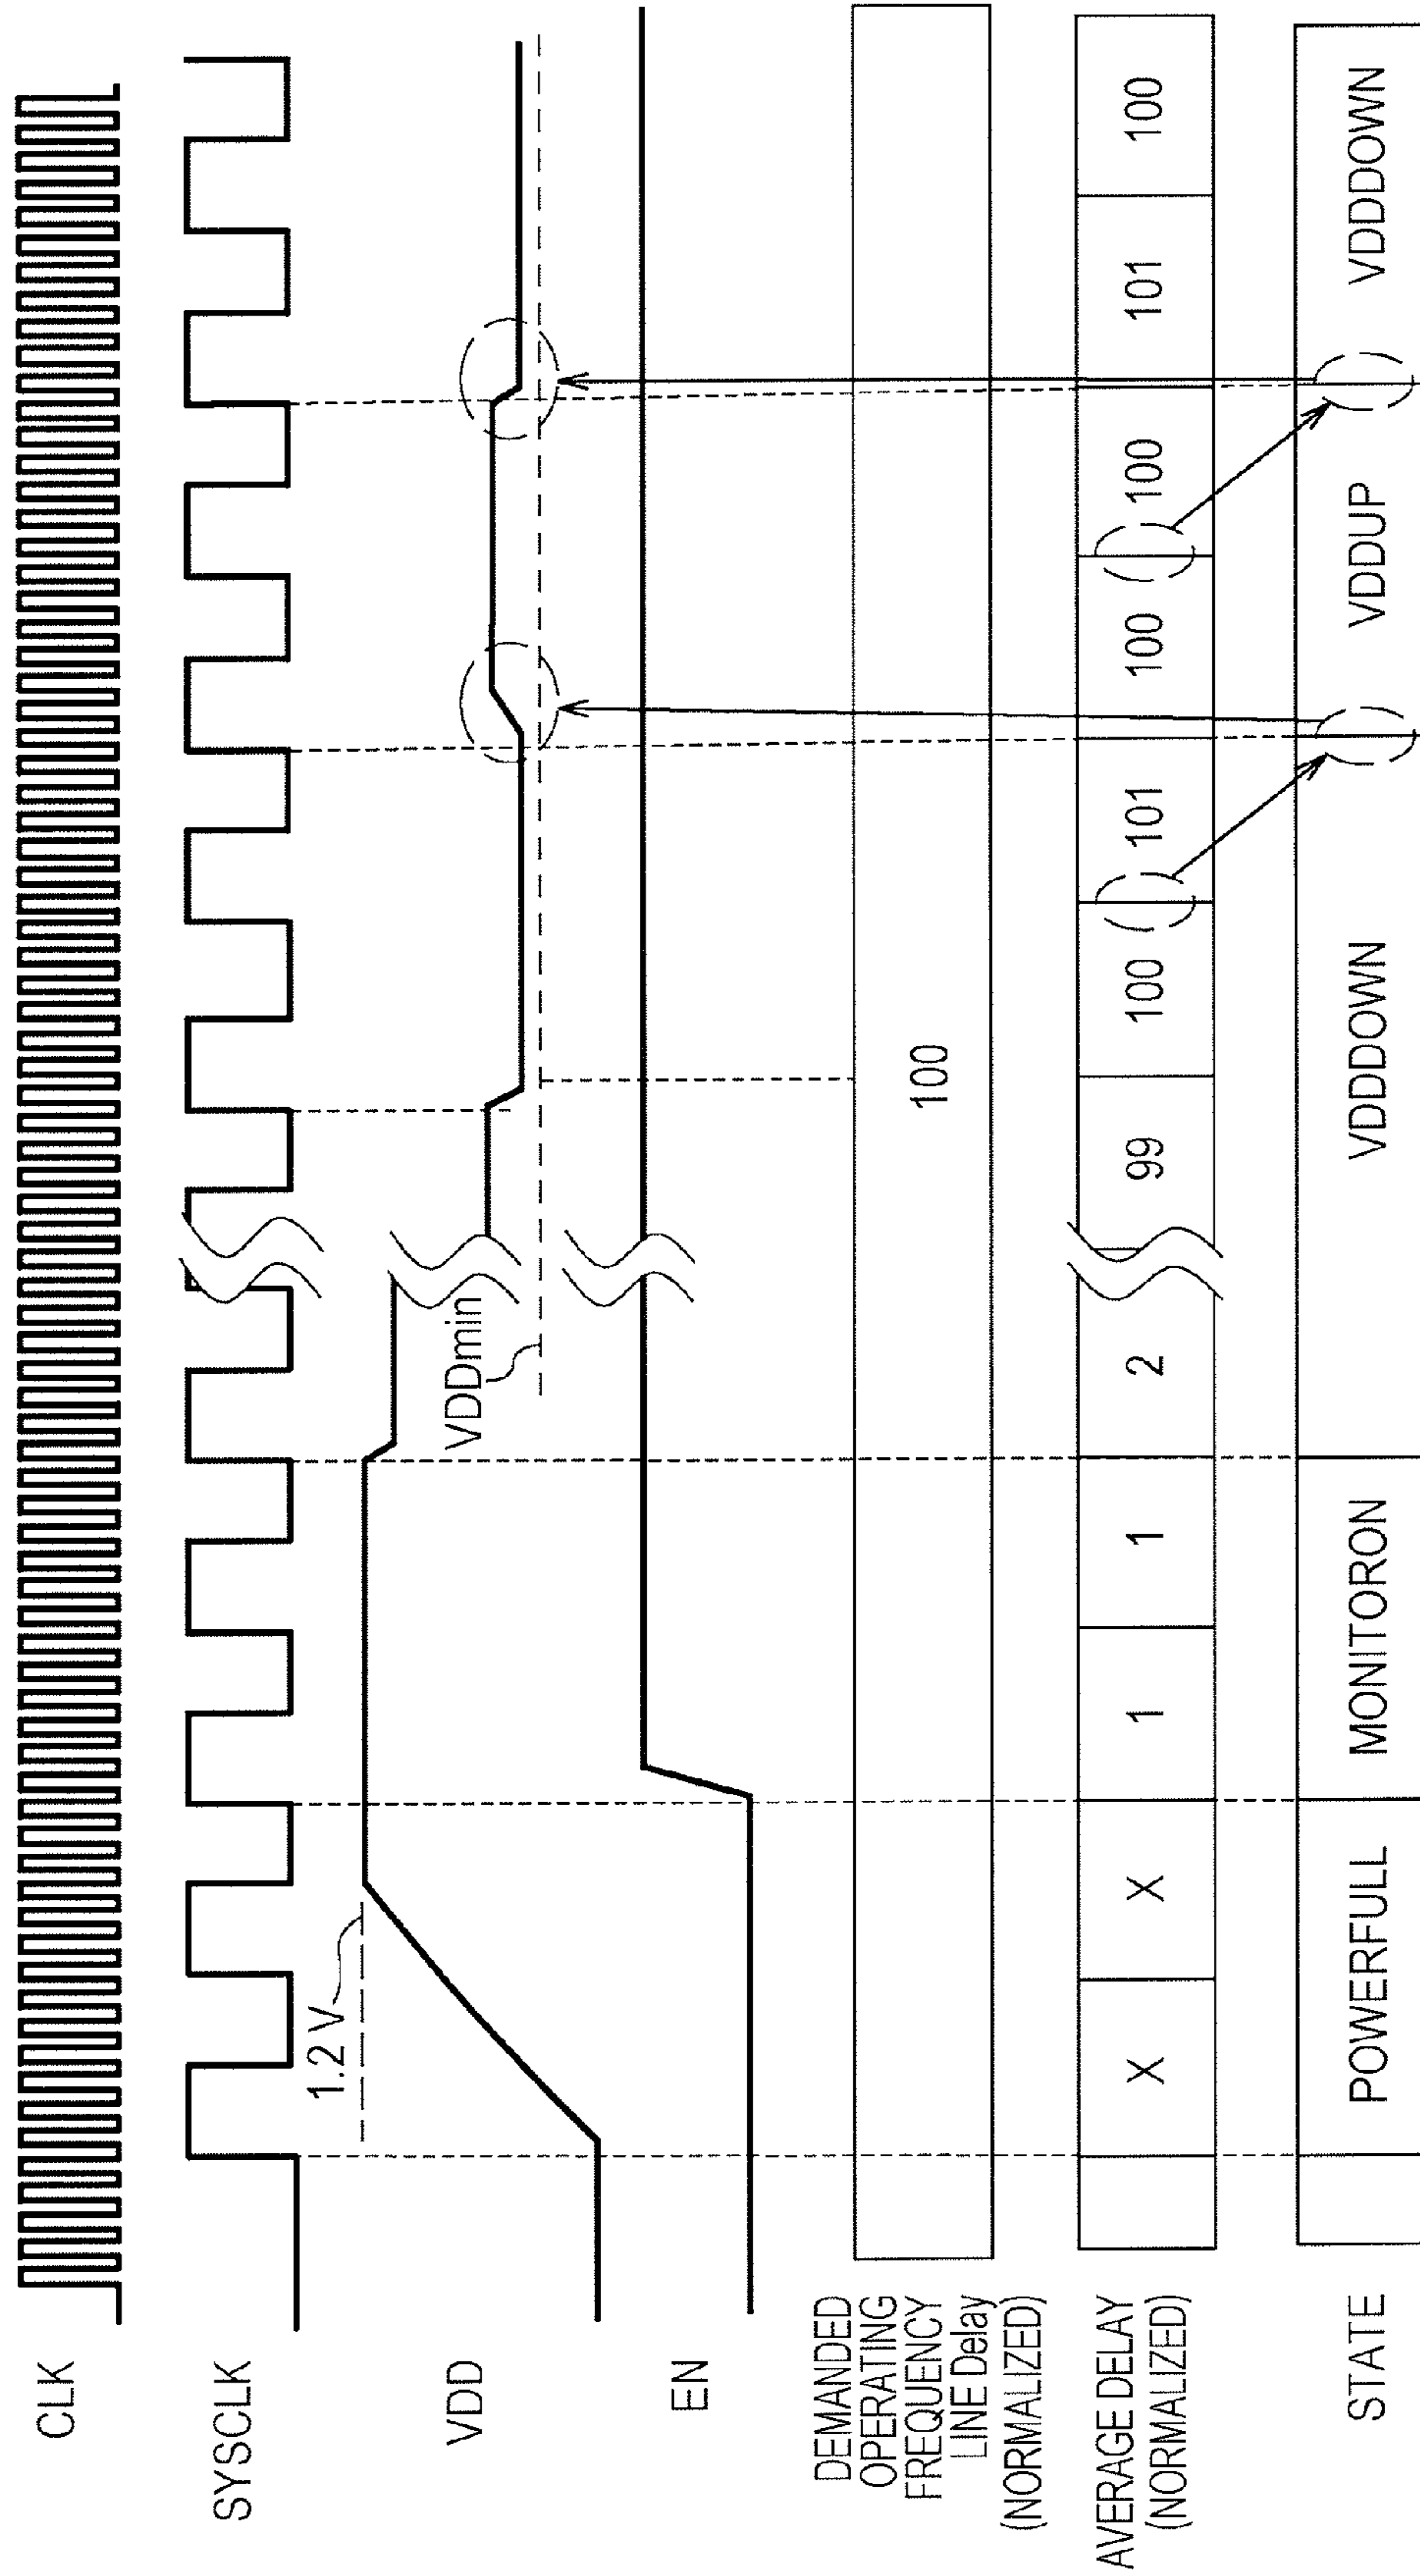 CLK
SYSCLK
VDD
1.2 V
VDDmin
EN
DEMANDED
OPERATING
FREQUENCY
LINE Delay
(NORMALIZED)
100
AVERAGE DELAY
(NORMALIZED)
X X 1 1 2 99 100 101 100 100 101 100
STATE
POWERFULL MONITORON VDDDOWN VDDUP VDDDOWN